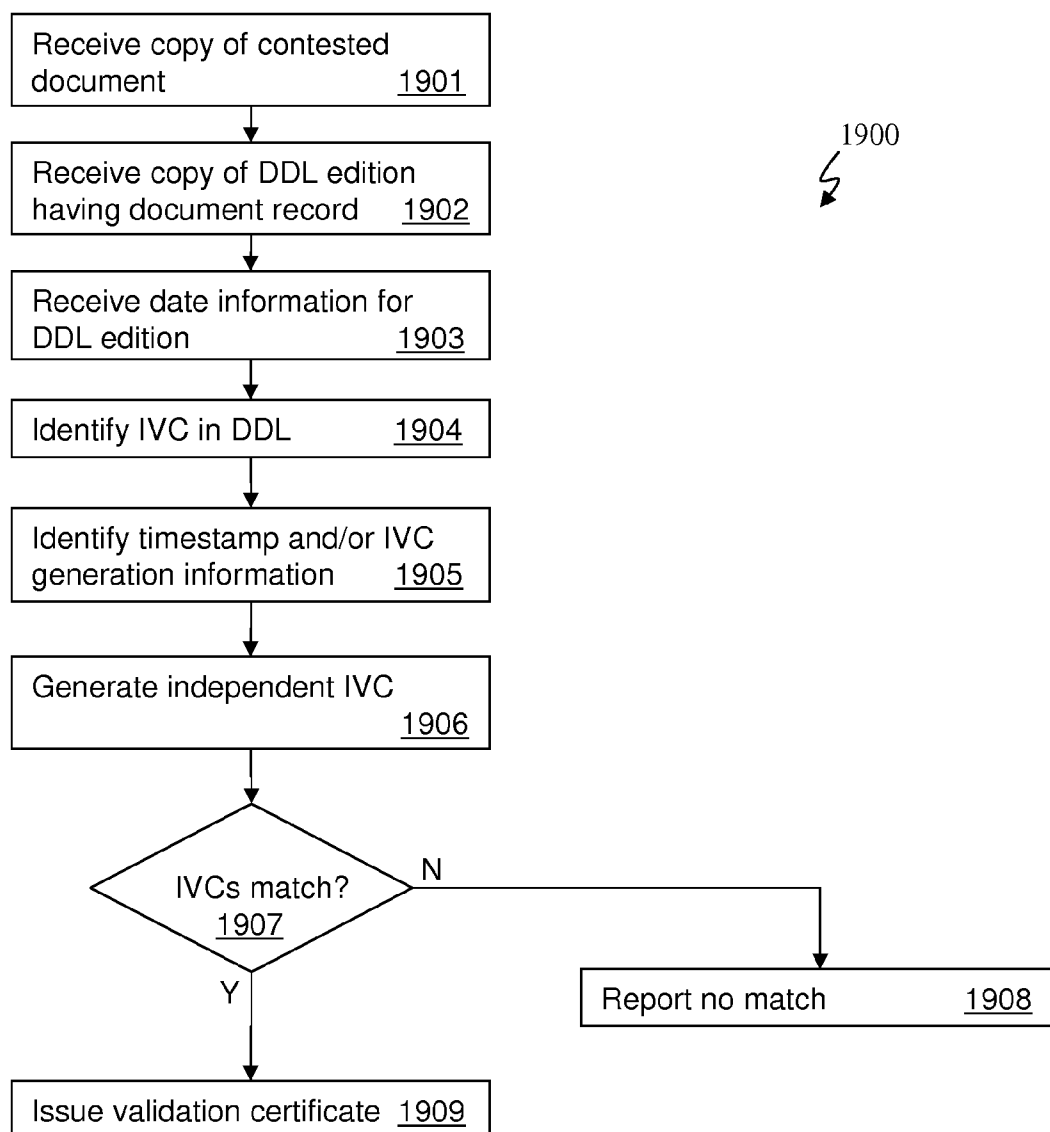 Receive copy of contested
document 1901
1900
Receive copy of DDL edition
having document record 1902
Receive date information for
DDL edition 1903
Identify IVC in DDL 1904
Identify timestamp and/or IVC
generation information 1905
Generate independent IVC
1906
IVCs match?
1907
N
Y
Report no match 1908
Issue validation certificate 1909